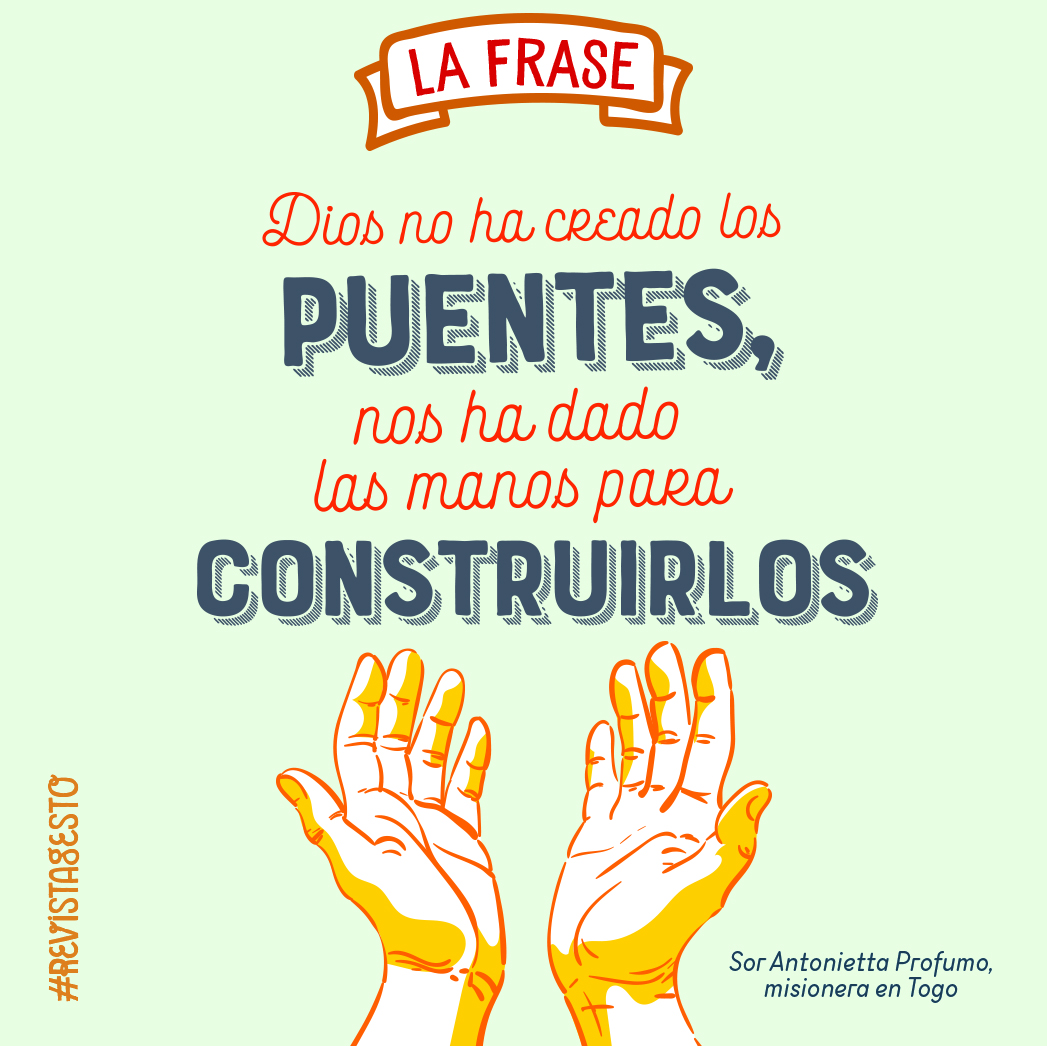 LA FRASE
Dios no ha creado los
PUENTES,
nos ha dado
las manos para
CONSTRUIRLOS
#REVISTAGESTO
Sor Antonietta Profumo,
misionera en Togo